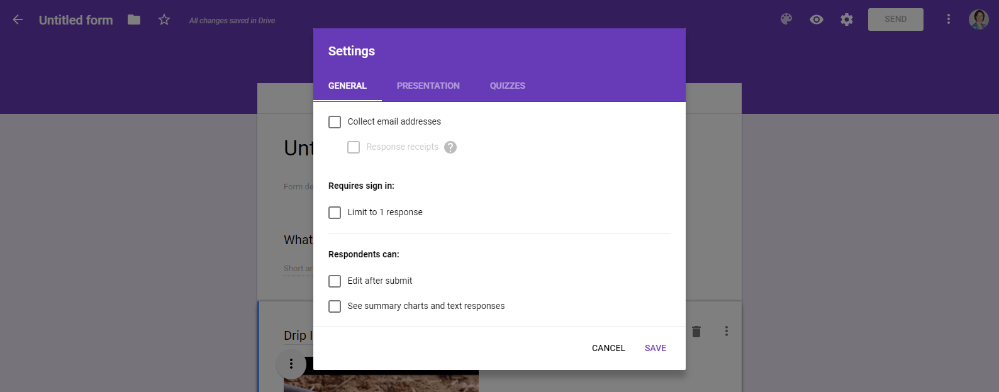 Untitled form
All changes saved in Drive
SEND
Settings
GENERAL PRESENTATION QUIZZES
Collect email addresses
Response receipts ?
Requires sign in:
Limit to 1 response
Respondents can:
Edit after submit
See summary charts and text responses
CANCEL SAVE
Unt
Form de
What
Short an
Drip I